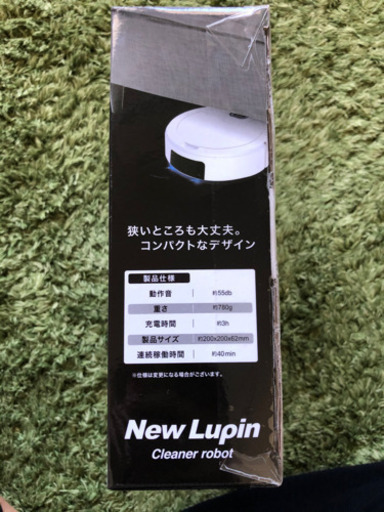 狭いところも大丈夫。
コンパクトなデザイン
製品仕様
動作音 約55db
重さ 約780g
充電時間 約3h
製品サイズ 約200x200x62mm
連続稼働時間 約40min
※仕様は変更になる場合がございます。
New Lupin
Cleaner robot